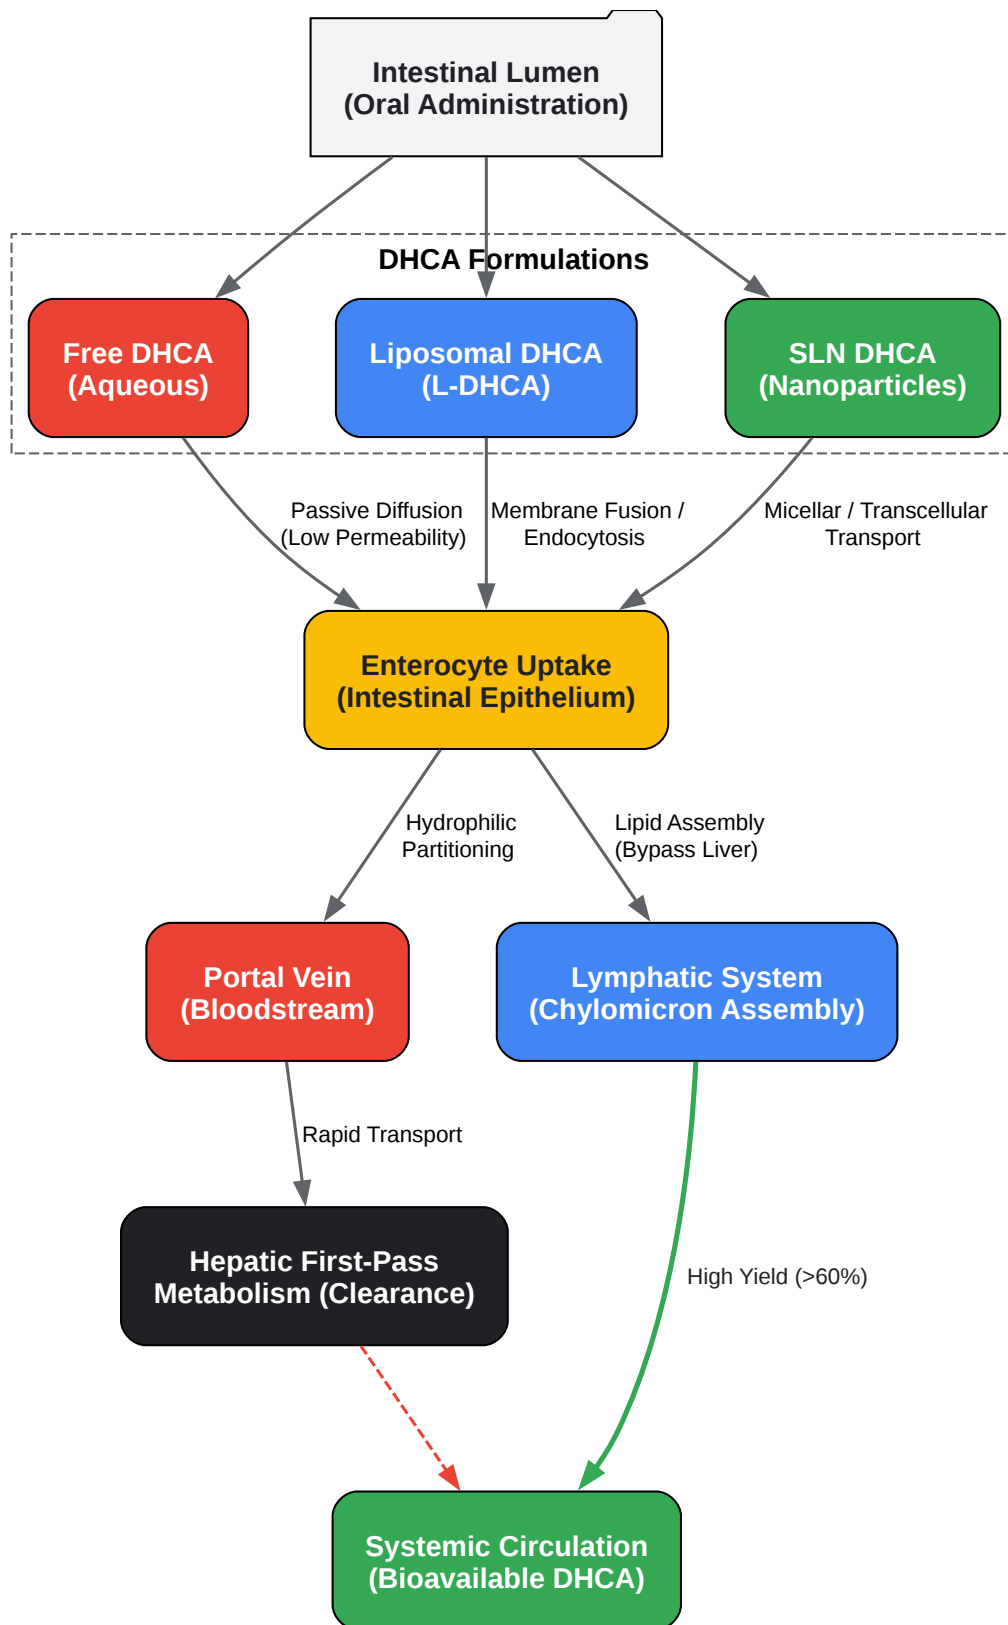 Intestinal Lumen
(Oral Administration)
DHCA Formulations
Free DHCA
(Aqueous)
Liposomal DHCA
(L-DHCA)
SLN DHCA
(Nanoparticles)
Passive Diffusion
(Low Permeability)
Membrane Fusion /
Endocytosis
Micellar / Transcellular
Transport
Enterocyte Uptake
(Intestinal Epithelium)
Hydrophilic
Partitioning
Lipid Assembly
(Bypass Liver)
Portal Vein
(Bloodstream)
Lymphatic System
(Chylomicron Assembly)
Rapid Transport
Hepatic First-Pass
Metabolism (Clearance)
High Yield (>60%)
Systemic Circulation
(Bioavailable DHCA)